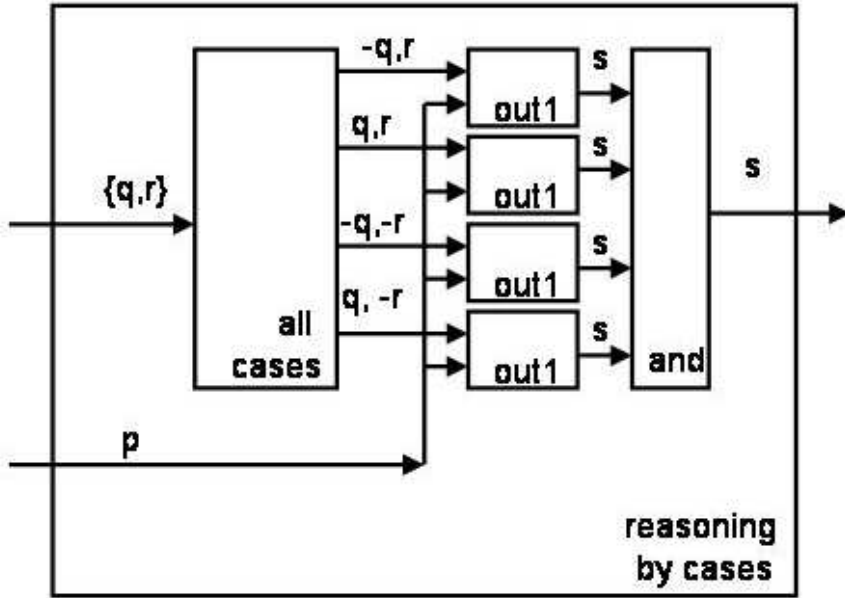 -q,r
s
out1
q,r
s
{q,r}
out1
s
-q,-r
s
out1
q, -r
all
cases
s
out1
and
p
reasoning
by cases